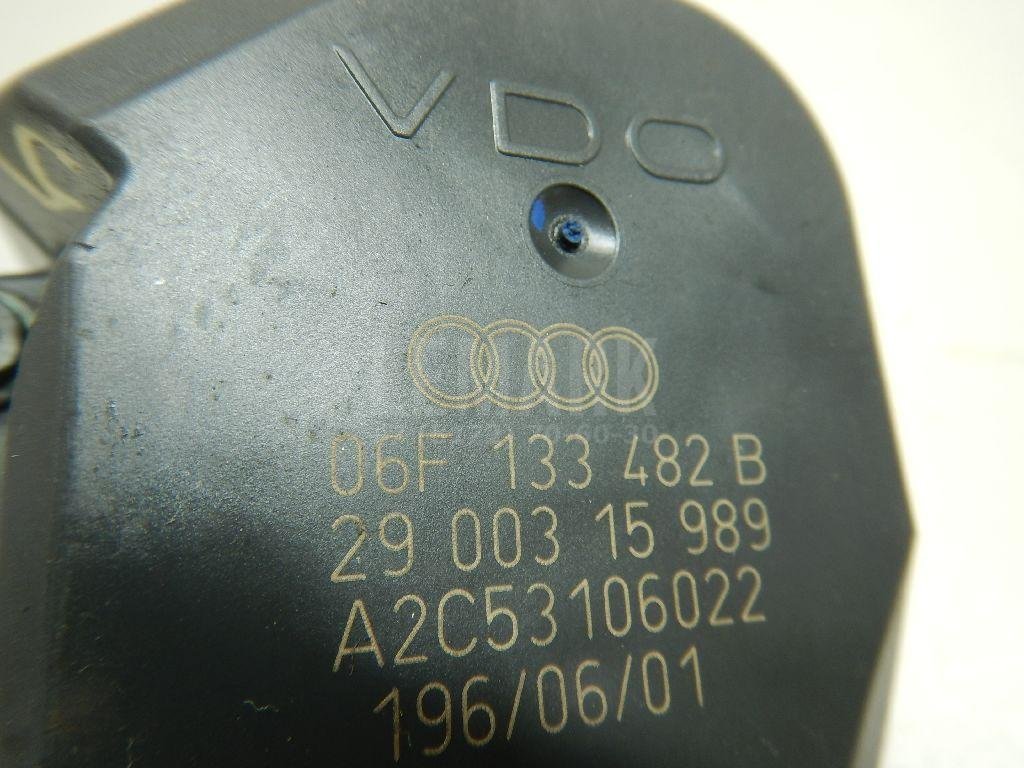 VDO
06F 133 482 B
29 003 15 989
A2C53106022
196/06/01